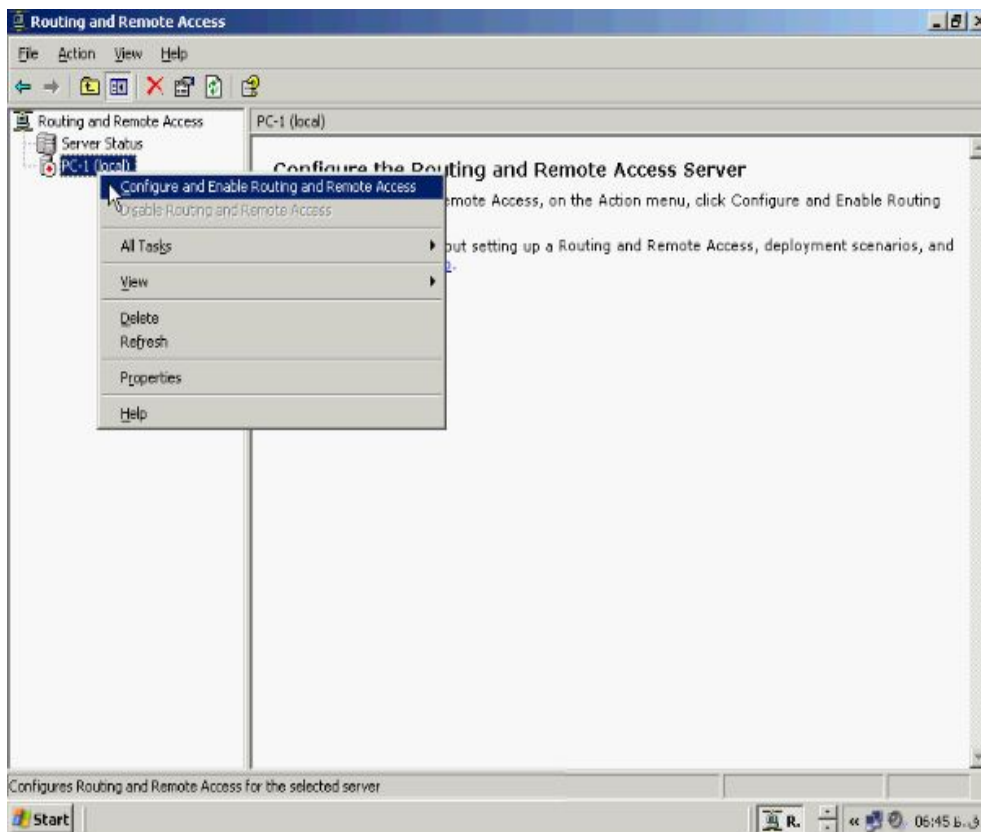 Routing and Remote Access
File Action View Help
Routing and Remote Access
Server Status
PC-1 (local)
PC-1 (local)
Configure the Routing and Remote Access Server
emote Access, on the Action menu, click Configure and Enable Routing
out setting up a Routing and Remote Access, deployment scenarios, and
Configure and Enable Routing and Remote Access
Disable Routing and Remote Access
All Tasks
View
Delete
Refresh
Properties
Help
Configures Routing and Remote Access for the selected server
Start
R.
« 06:45 ق.ظ